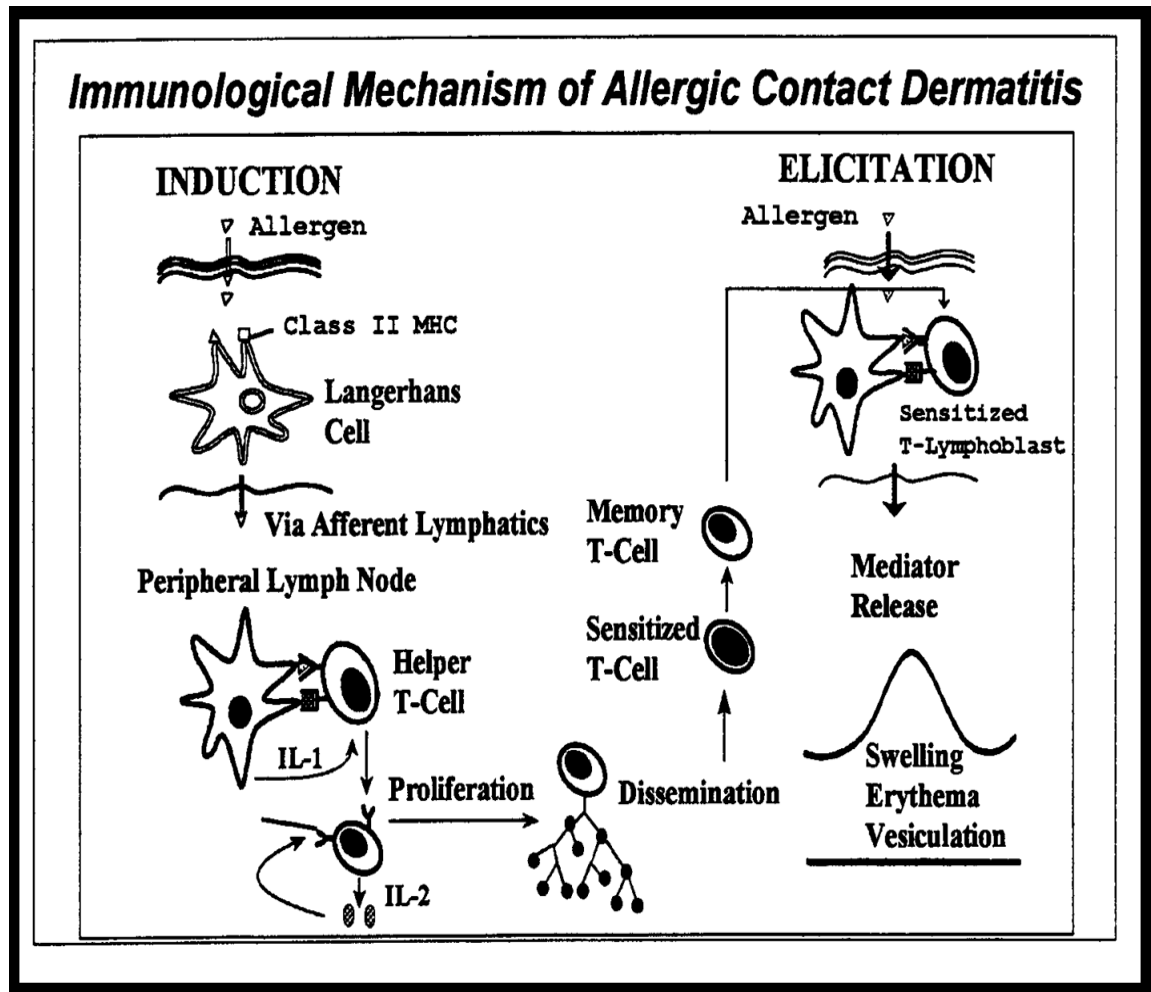 Immunological Mechanism of Allergic Contact Dermatitis
INDUCTION
Allergen
Class II MHC
Langerhans
Cell
Via Afferent Lymphatics
Peripheral Lymph Node
Helper
T-Cell
IL-1
IL-2
Proliferation
Dissemination
Sensitized
T-Cell
Memory
T-Cell
ELICITATION
Allergen
Sensitized
T-Lymphoblast
Mediator
Release
Swelling
Erythema
Vesiculation